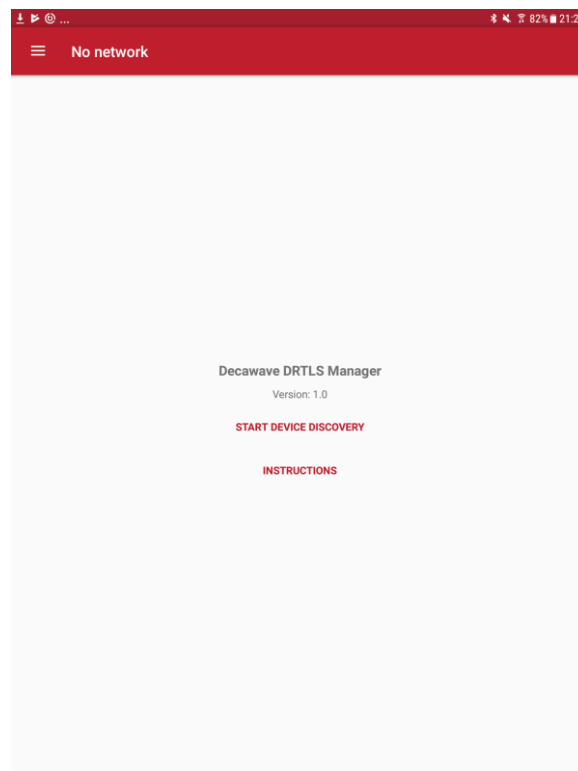 ... 82% 21:2
No network
Decawave DRTLS Manager
Version: 1.0
START DEVICE DISCOVERY
INSTRUCTIONS